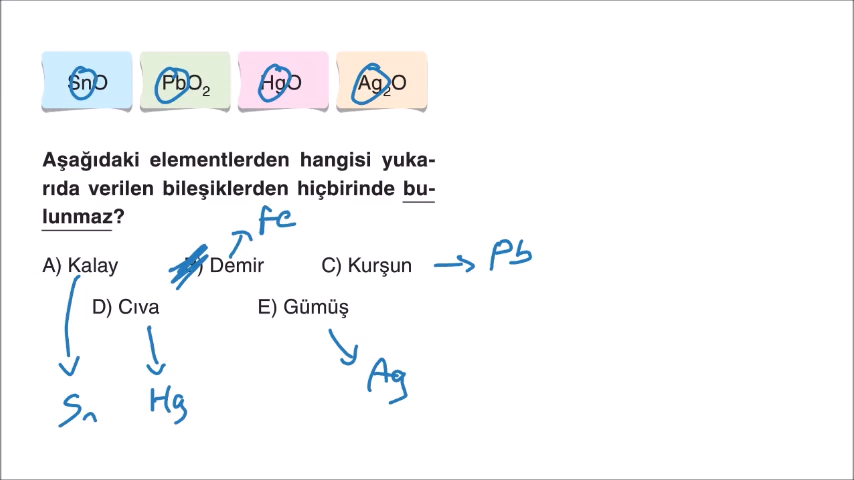 SnO PbO₂ HgO Ag₂O
Aşağıdaki elementlerden hangisi yuka-
rıda verilen bileşiklerden hiçbirinde bu-
lunmaz?
Fe
A) Kalay B) Demir C) Kurşun Pb
D) Cıva E) Gümüş
Ag
Sn Hg